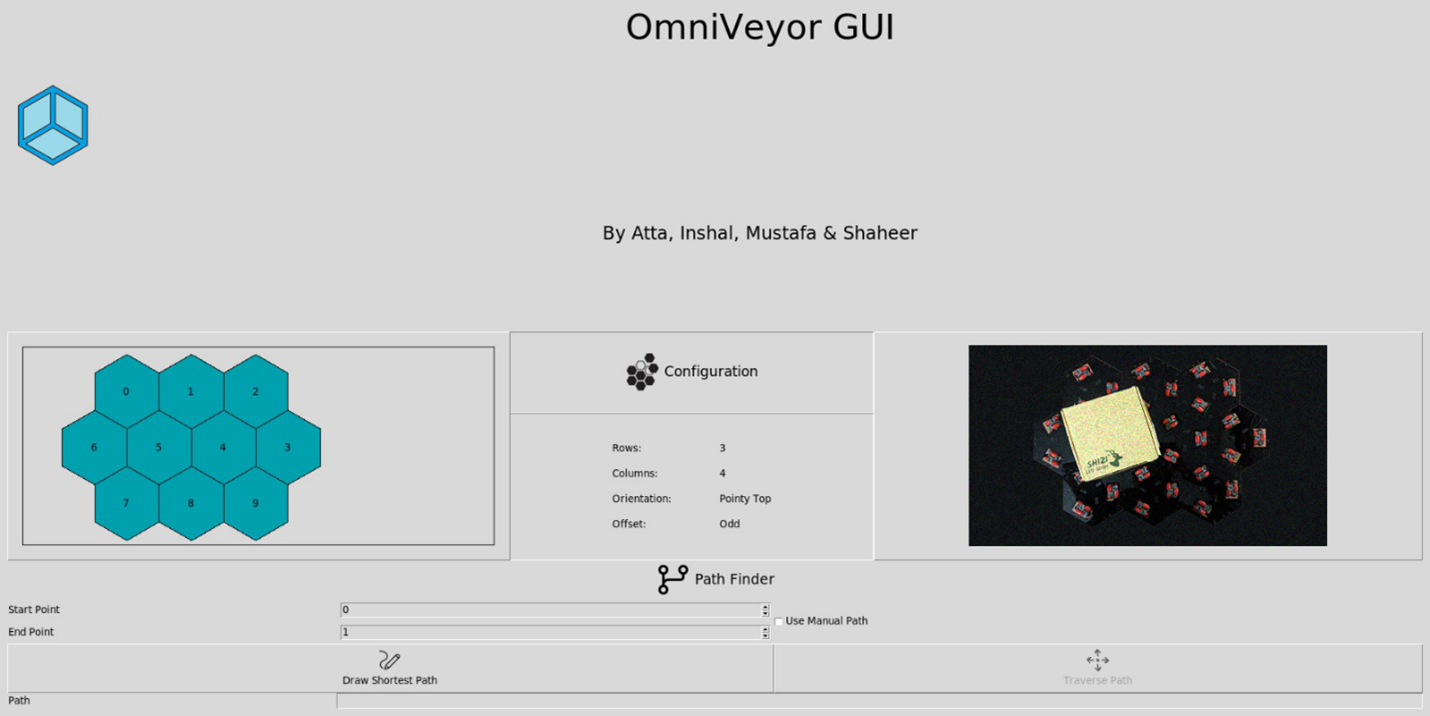 OmniVeyor GUI
By Atta, Inshal, Mustafa & Shaheer
0 1 2
6 5 4 3
7 8 9
Configuration
Rows: 3
Columns: 4
Orientation: Pointy Top
Offset: Odd
SHIZI
Path Finder
Start Point 0
End Point 1
Use Manual Path
Draw Shortest Path
Traverse Path
Path